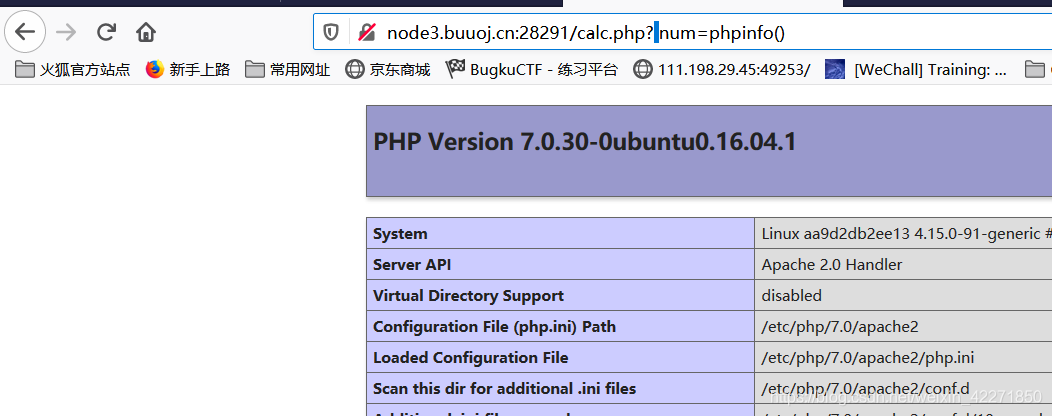 node3.buuoj.cn:28291/calc.php? num=phpinfo()
火狐官方站点 新手上路 常用网址 京东商城 BugkuCTF - 练习平台 111.198.29.45:49253/ [WeChall] Training: ...
PHP Version 7.0.30-0ubuntu0.16.04.1
System Linux aa9d2db2ee13 4.15.0-91-generic #
Server API Apache 2.0 Handler
Virtual Directory Support disabled
Configuration File (php.ini) Path /etc/php/7.0/apache2
Loaded Configuration File /etc/php/7.0/apache2/php.ini
Scan this dir for additional .ini files /etc/php/7.0/apache2/conf.d
https://blog.csdn.net/weixin_42271850